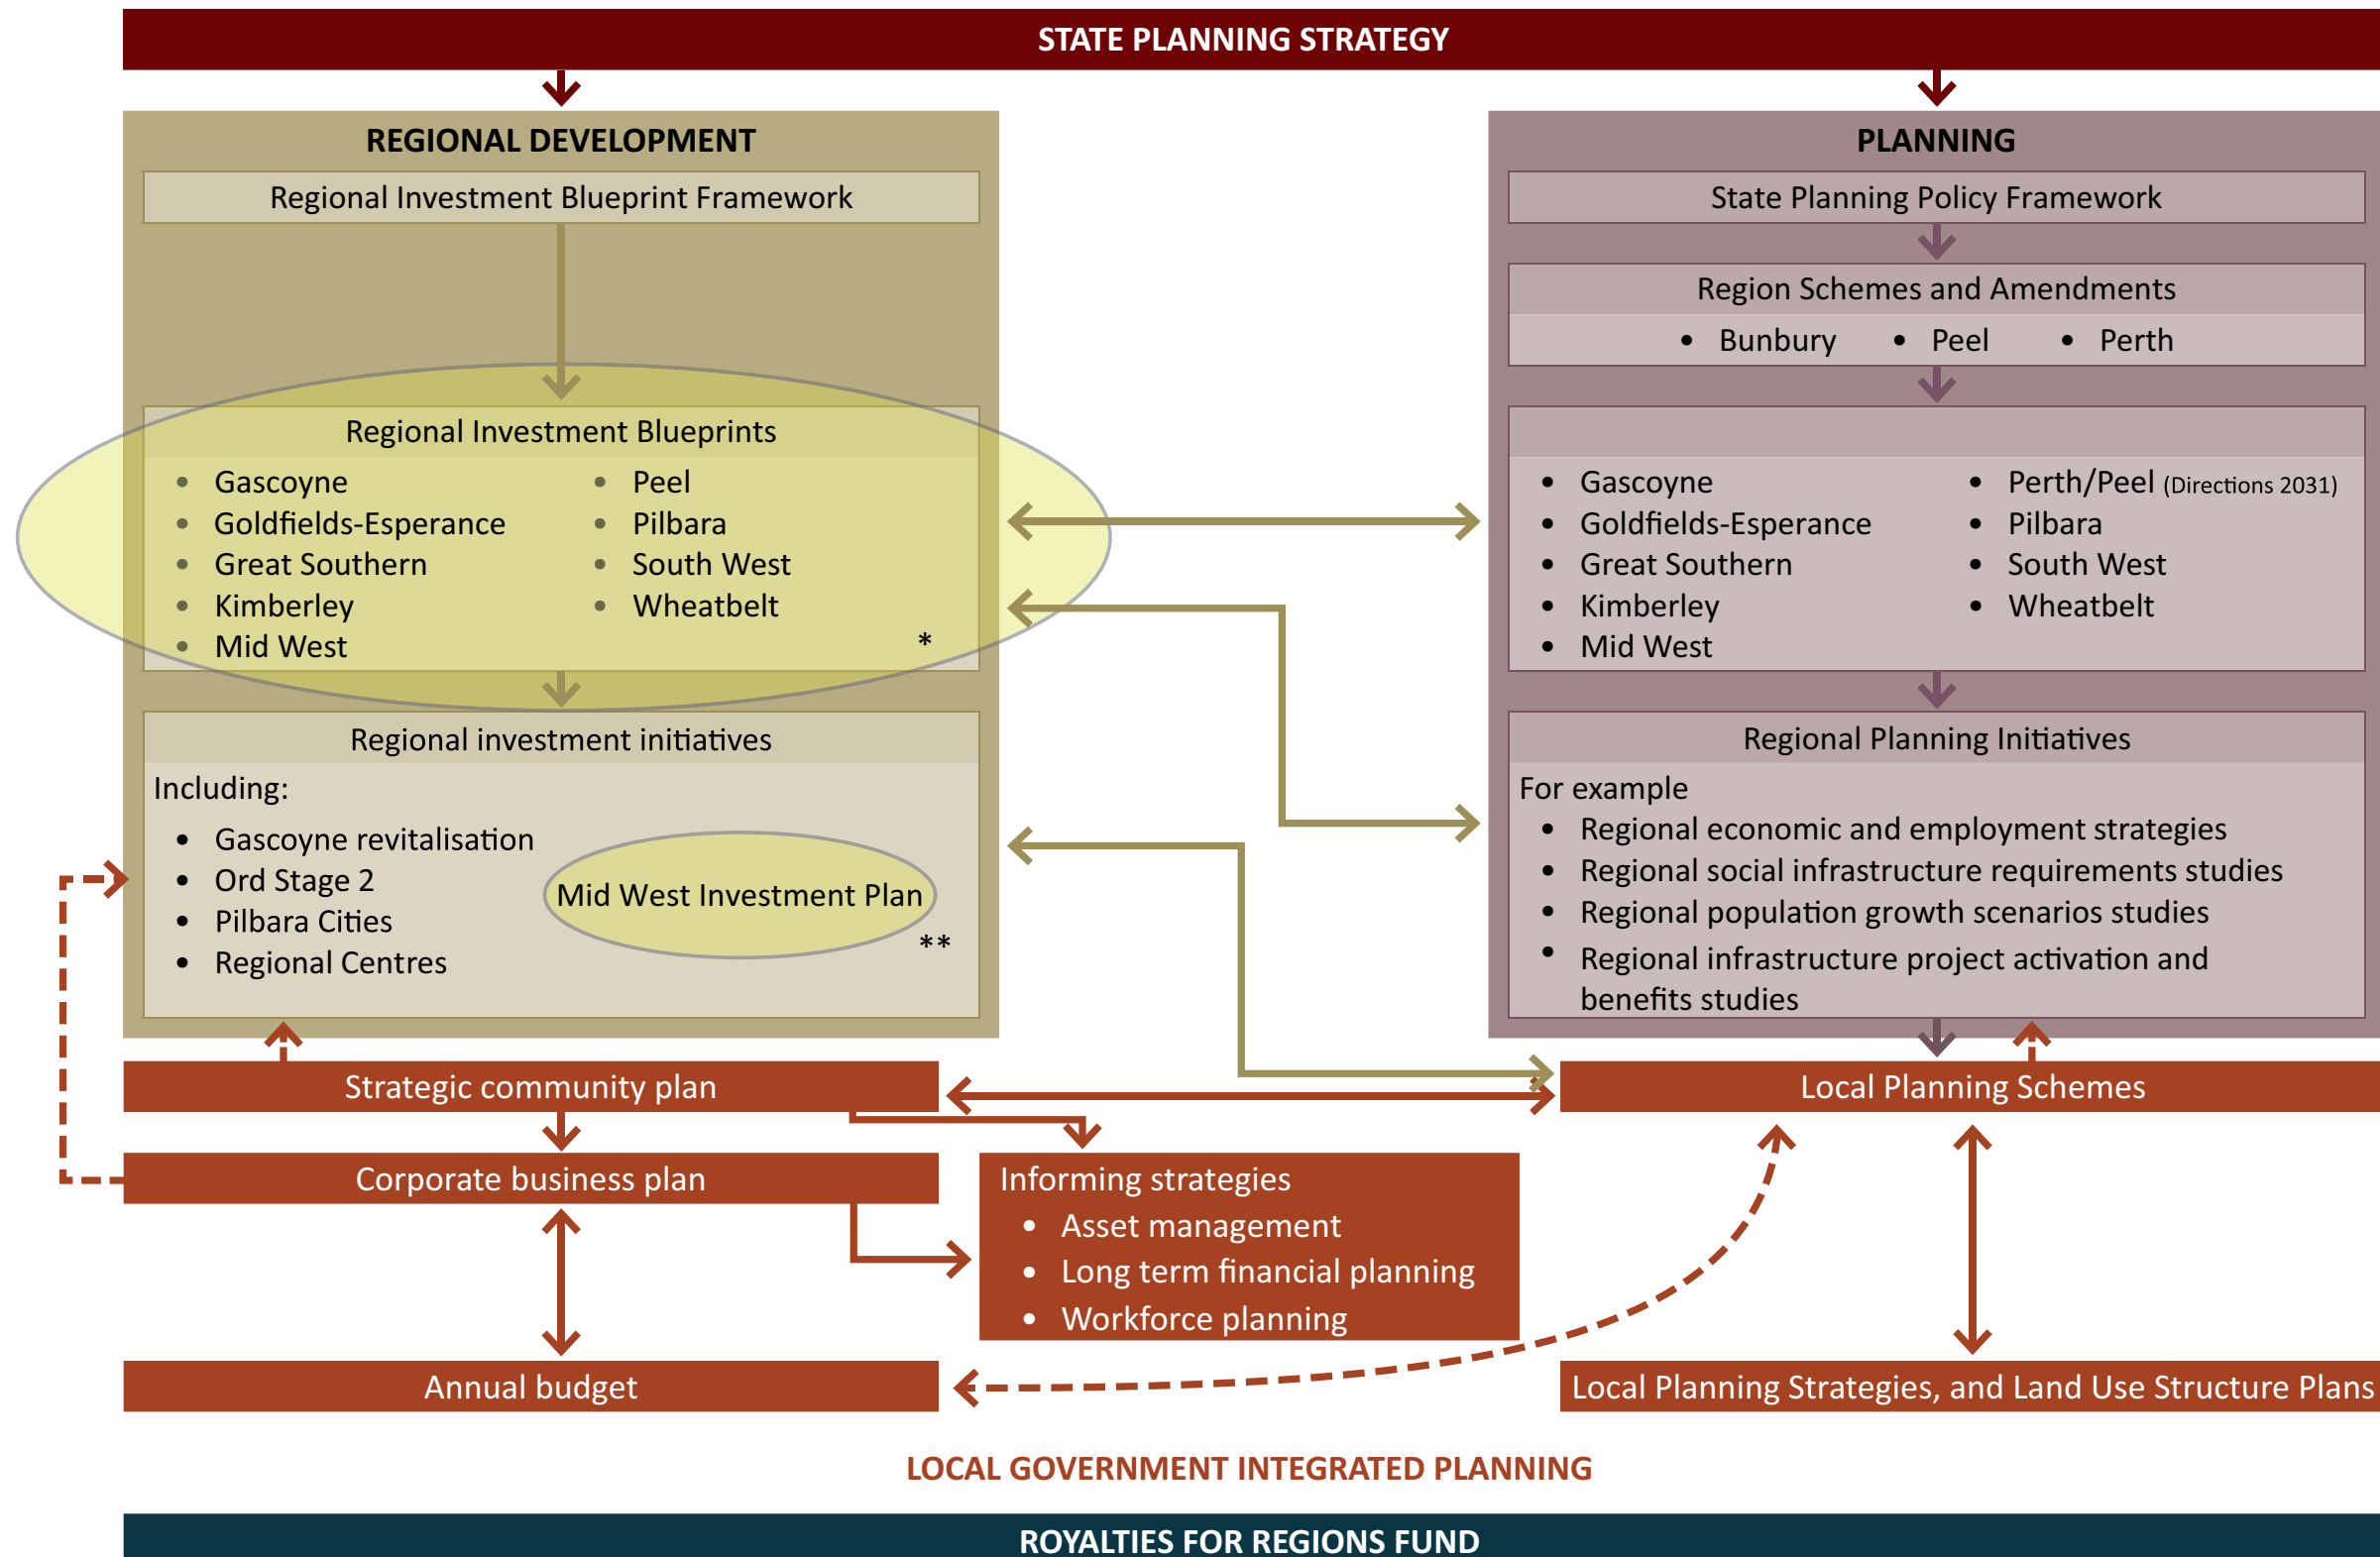 STATE PLANNING STRATEGY
REGIONAL DEVELOPMENT
Regional Investment Blueprint Framework
Regional Investment Blueprints
• Gascoyne
• Goldfields-Esperance
• Great Southern
• Kimberley
• Mid West
• Peel
• Pilbara
• South West
• Wheatbelt
*
Regional investment initiatives
Including:
• Gascoyne revitalisation
• Ord Stage 2
• Pilbara Cities
• Regional Centres
Mid West Investment Plan
**
PLANNING
State Planning Policy Framework
Region Schemes and Amendments
• Bunbury • Peel • Perth
• Gascoyne
• Goldfields-Esperance
• Great Southern
• Kimberley
• Mid West
• Perth/Peel (Directions 2031)
• Pilbara
• South West
• Wheatbelt
Regional Planning Initiatives
For example
• Regional economic and employment strategies
• Regional social infrastructure requirements studies
• Regional population growth scenarios studies
• Regional infrastructure project activation and
benefits studies
Strategic community plan
Local Planning Schemes
Corporate business plan
Informing strategies
• Asset management
• Long term financial planning
• Workforce planning
Annual budget
Local Planning Strategies, and Land Use Structure Plans
LOCAL GOVERNMENT INTEGRATED PLANNING
ROYALTIES FOR REGIONS FUND